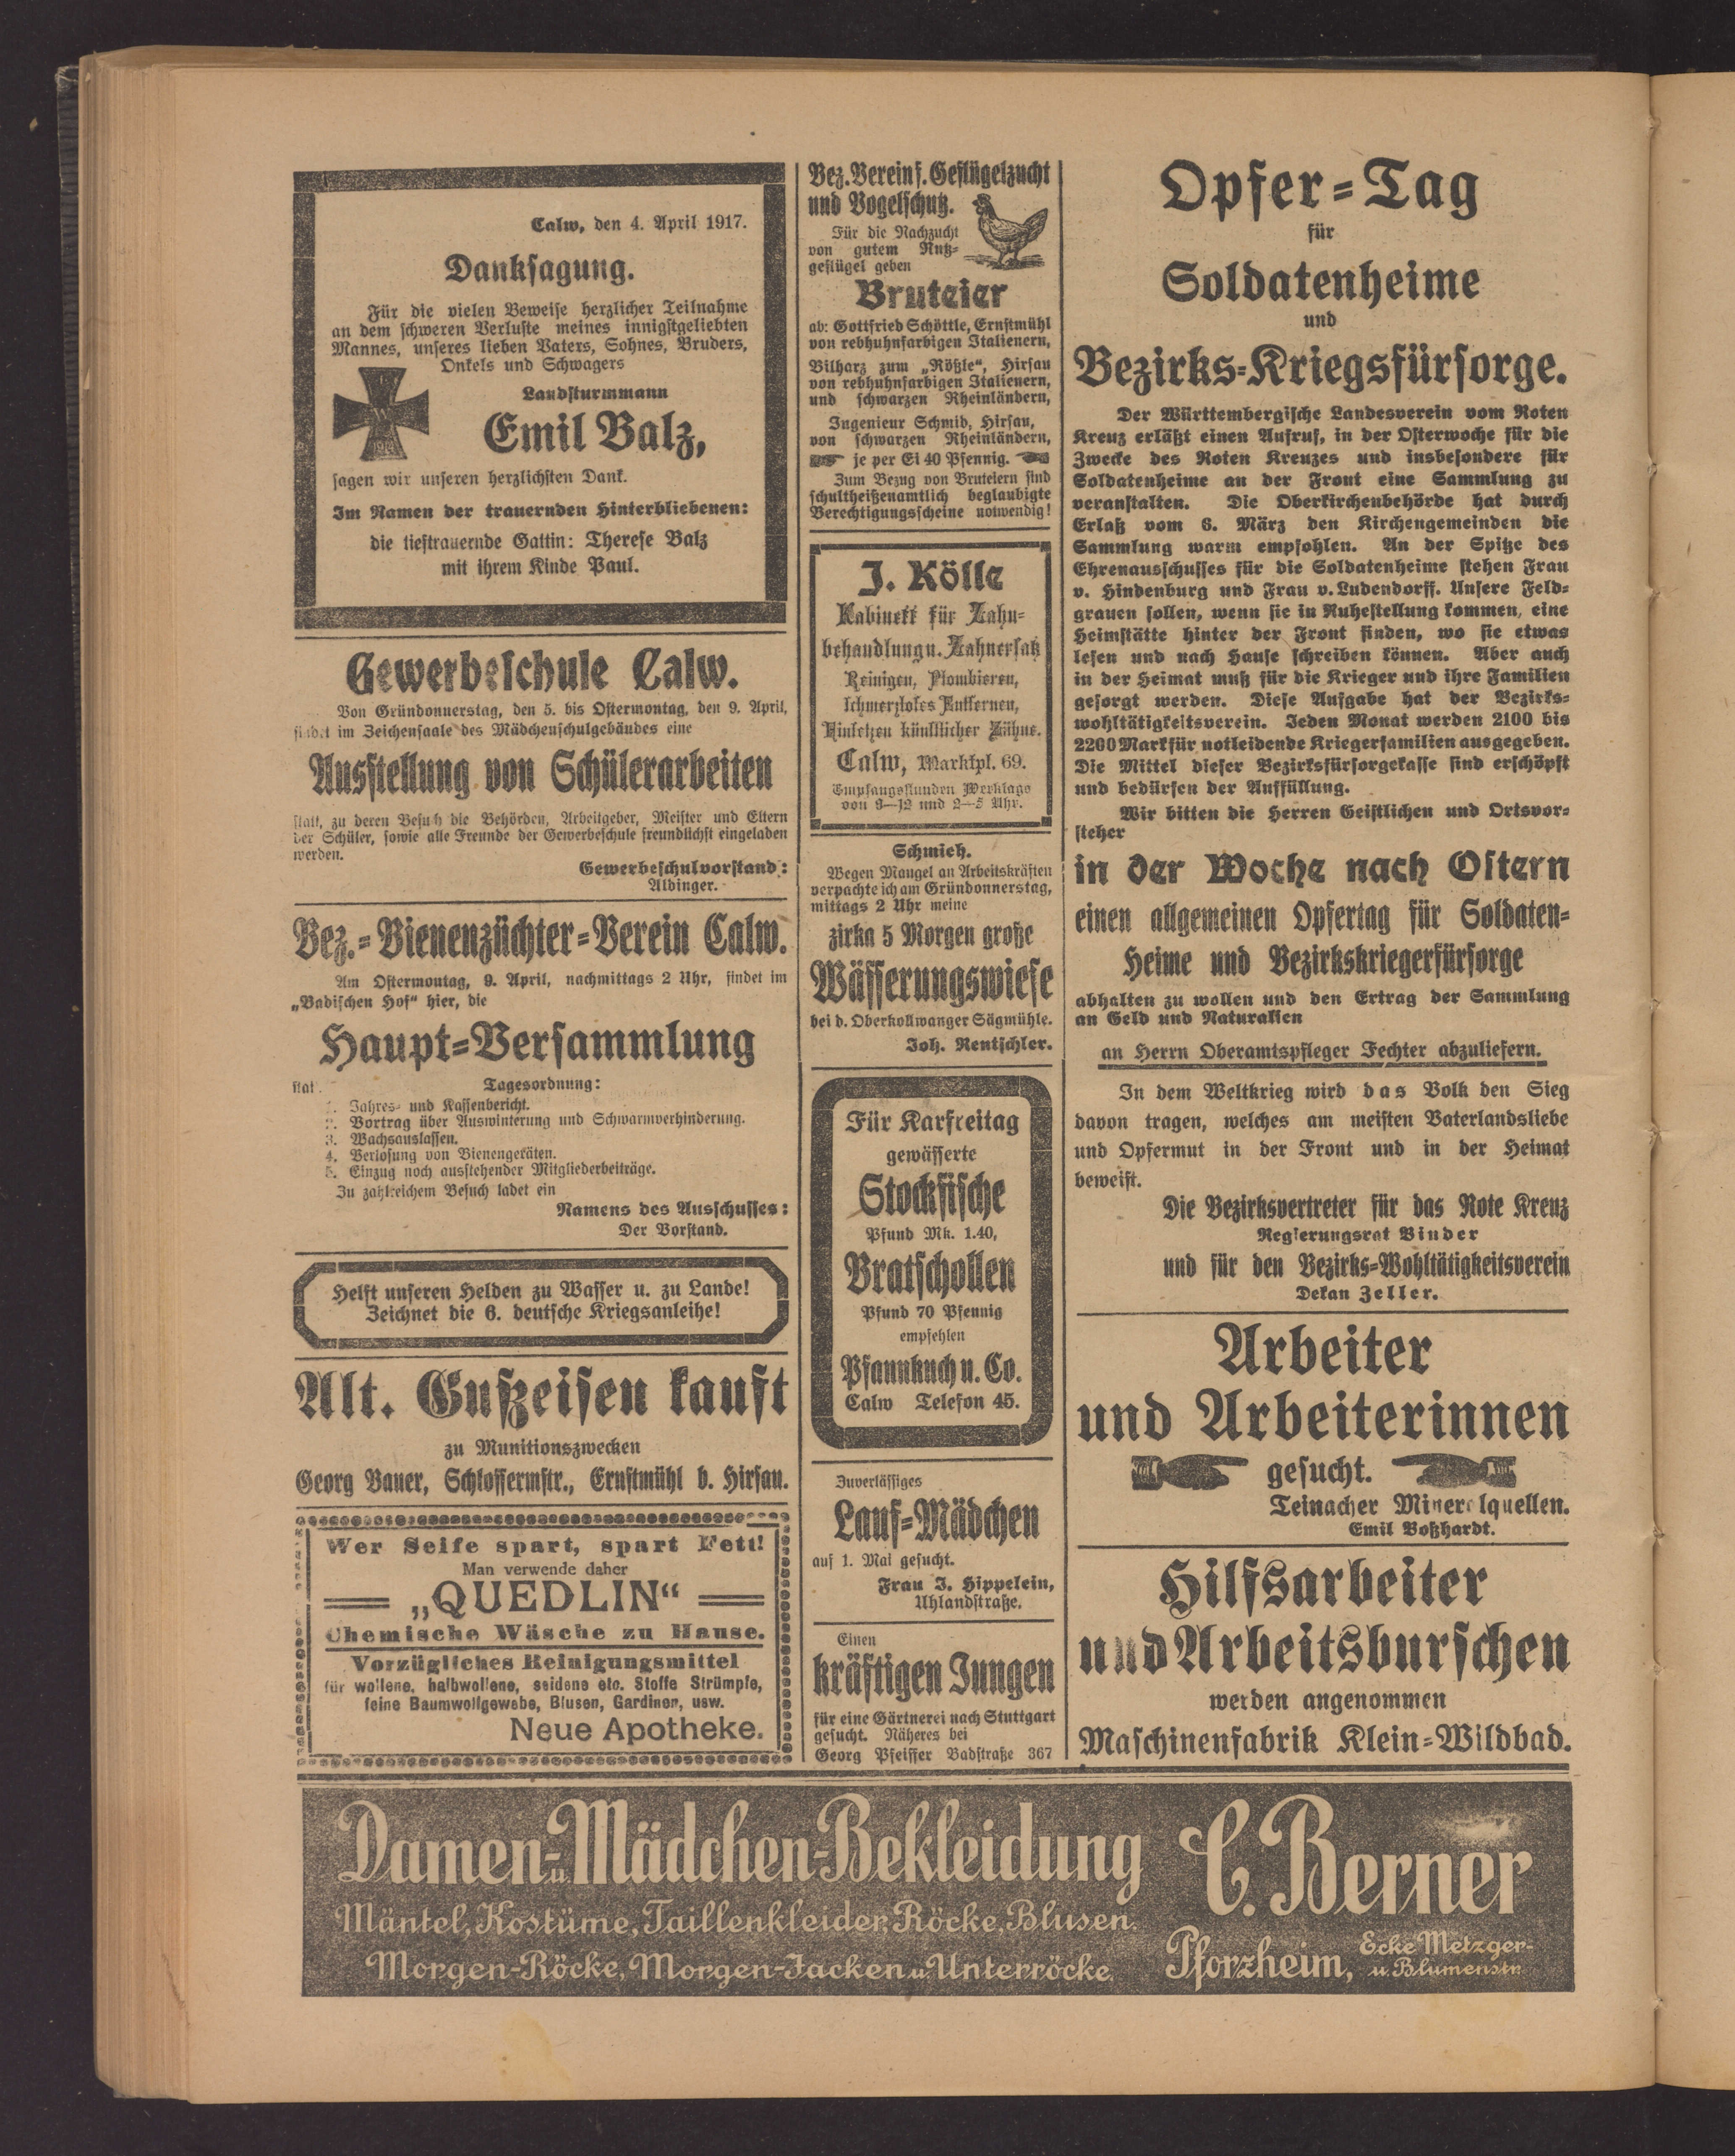 Calw, den 4. April 1917.
Danksagung.
Für die vielen Beweise herzlicher Teilnahme
an dem schweren Verluste meines innigstgeliebten
Mannes, unseres lieben Vaters, Sohnes, Bruders,
Onkels und Schwagers
Landsturmmann
Emil Balz,
sagen wir unseren herzlichsten Dank.
Im Namen der trauernden Hinterbliebenen:
die tieftrauernde Gattin: Therese Balz
mit ihrem Kinde Paul.
Gewerbeschule Calw.
Von Gründonnerstag, den 5. bis Ostermontag, den 9. April,
findet im Zeichensaale des Mädchenschulgebäudes eine
Ausstellung von Schülerarbeiten
statt, zu deren Besuch die Behörden, Arbeitgeber, Meister und Eltern
der Schüler, sowie alle Freunde der Gewerbeschule freundlichst eingeladen
werden.
Gewerbeschulvorstand:
Aldinger.
Bez.-Bienenzüchter-Verein Calw.
Am Ostermontag, 9. April, nachmittags 2 Uhr, findet im
„Badischen Hof“ hier, die
Haupt-Versammlung
stat. Tagesordnung:
1. Jahres- und Kassenbericht.
2. Vortrag über Auswinterung und Schwarmverhinderung.
3. Wachsauslassen.
4. Verlosung von Bienengeräten.
5. Einzug noch ausstehender Mitgliederbeiträge.
Zu zahlreichem Besuch ladet ein
Namens des Ausschusses:
Der Vorstand.
Helft unseren Helden zu Wasser u. zu Lande!
Zeichnet die 6. deutsche Kriegsanleihe!
Alt. Gußeisen kauft
zu Munitionszwecken
Georg Bauer, Schlossermstr., Ernstmühl b. Hirsau.
Wer Seife spart, spart Fett!
Man verwende daher
„QUEDLIN“
Chemische Wäsche zu Hause.
Vorzügliches Reinigungsmittel
für wollene, halbwollene, seidene etc. Stoffe Strümpfe,
feine Baumwollgewebe, Blusen, Gardinen, usw.
Neue Apotheke.
Bez. Verein f. Geflügelzucht
und Vogelschutz.
Für die Nachzucht
von gutem Nutz-
geflügel geben
Bruteier
ab: Gottfried Schöttle, Ernstmühl
von rebhuhnfarbigen Italienern,
Bilharz zum „Rößle“, Hirsau
von rebhuhnfarbigen Italienern,
und schwarzen Rheinländern,
Ingenieur Schmid, Hirsau,
von schwarzen Rheinländern,
je per Ei 40 Pfennig.
Zum Bezug von Bruteiern sind
schultheißenamtlich beglaubigte
Berechtigungsscheine notwendig!
J. Kölle
Kabinett für Zahn-
behandlung u. Zahnersatz
Reinigen, Plombieren,
schmerzloses Entfernen,
Einsetzen künstlicher Zähne.
Calw, Marktpl. 69.
Empfangsstunden Werktags
von 9—12 und 2—5 Uhr.
Schmieh.
Wegen Mangel an Arbeitskräften
verpachte ich am Gründonnerstag,
mittags 2 Uhr meine
zirka 5 Morgen große
Wässerungswiese
bei d. Oberkollwanger Sägmühle.
Joh. Rentschler.
Für Karfreitag
gewässerte
Stockfische
Pfund Mk. 1.40,
Bratschollen
Pfund 70 Pfennig
empfehlen
Pfannkuch u. Co.
Calw Telefon 45.
Zuverlässiges
Lauf-Mädchen
auf 1. Mai gesucht.
Frau J. Hippelein,
Uhlandstraße.
Einen
kräftigen Jungen
für eine Gärtnerei nach Stuttgart
gesucht. Näheres bei
Georg Pfeiffer Badstraße 367
Opfer-Tag
für
Soldatenheime
und
Bezirks-Kriegsfürsorge.
Der Württembergische Landesverein vom Roten
Kreuz erläßt einen Aufruf, in der Osterwoche für die
Zwecke des Roten Kreuzes und insbesondere für
Soldatenheime an der Front eine Sammlung zu
veranstalten. Die Oberkirchenbehörde hat durch
Erlaß vom 6. März den Kirchengemeinden die
Sammlung warm empfohlen. An der Spitze des
Ehrenausschusses für die Soldatenheime stehen Frau
v. Hindenburg und Frau v. Ludendorff. Unsere Feld-
grauen sollen, wenn sie in Ruhestellung kommen, eine
Heimstätte hinter der Front finden, wo sie etwas
lesen und nach Hause schreiben können. Aber auch
in der Heimat muß für die Krieger und ihre Familien
gesorgt werden. Diese Aufgabe hat der Bezirks-
wohltätigkeitsverein. Jeden Monat werden 2100 bis
2200 Mark für notleidende Kriegerfamilien ausgegeben.
Die Mittel dieser Bezirksfürsorgekasse sind erschöpft
und bedürfen der Auffüllung.
Wir bitten die Herren Geistlichen und Ortsvor-
steher
in der Woche nach Ostern
einen allgemeinen Opfertag für Soldaten-
Heime und Bezirkskriegerfürsorge
abhalten zu wollen und den Ertrag der Sammlung
an Geld und Naturalien
an Herrn Oberamtspfleger Fechter abzuliefern.
In dem Weltkrieg wird das Volk den Sieg
davon tragen, welches am meisten Vaterlandsliebe
und Opfermut in der Front und in der Heimat
beweist.
Die Bezirksvertreter für das Rote Kreuz
Regierungsrat Binder
und für den Bezirks-Wohltätigkeitsverein
Dekan Zeller.
Arbeiter
und Arbeiterinnen
gesucht.
Teinacher Mineralquellen.
Emil Boßhardt.
Hilfsarbeiter
und Arbeitsburschen
werden angenommen
Maschinenfabrik Klein-Wildbad.
Damen- u. Mädchen-Bekleidung
Mäntel, Kostüme, Taillenkleider, Röcke, Blusen.
Morgen-Röcke, Morgen-Jacken u. Unterröcke.
C. Berner
Pforzheim, Ecke Metzger-
u. Blumenstr.